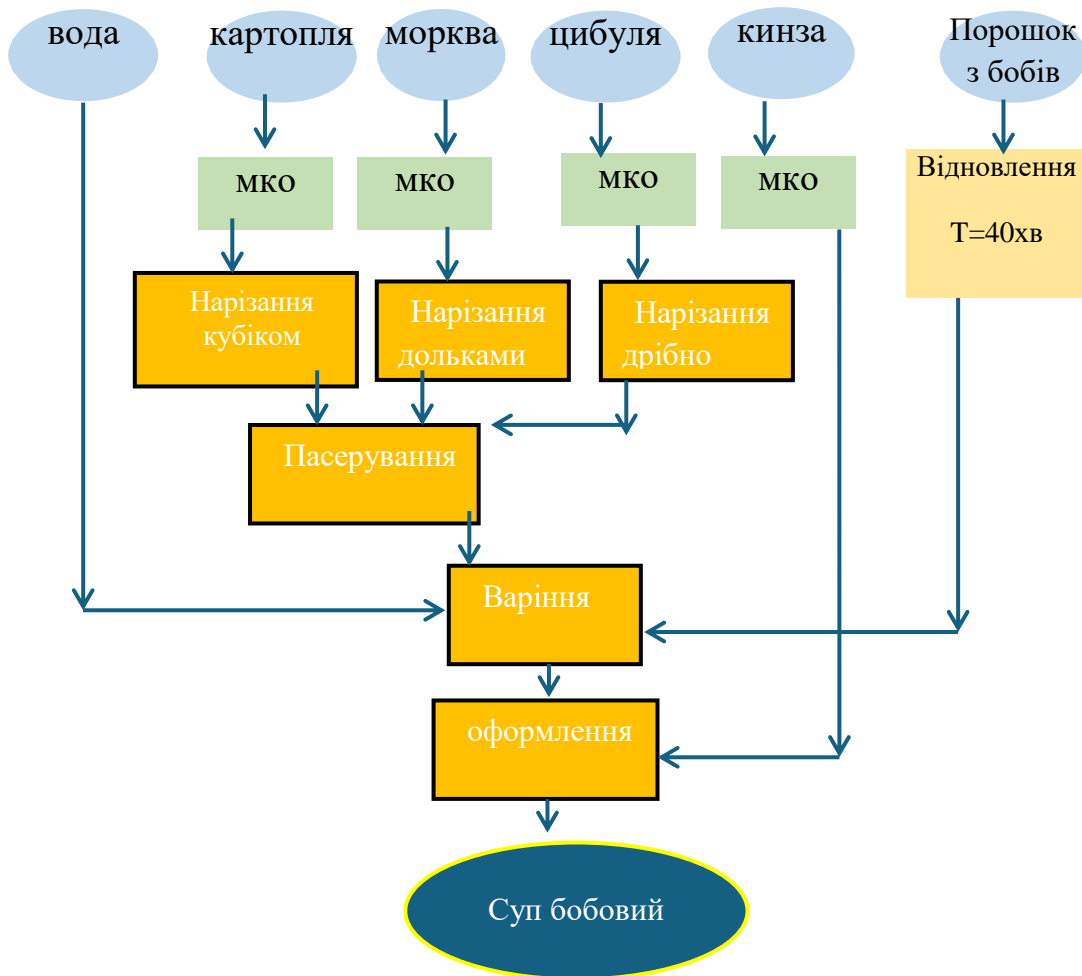 вода
картопля
морква
цибуля
кинза
Порошок
з бобів
мко
мко
мко
мко
Відновлення
Т=40хв
Нарізання
кубіком
Нарізання
дольками
Нарізання
дрібно
Пасерування
Варіння
оформлення
Суп бобовий